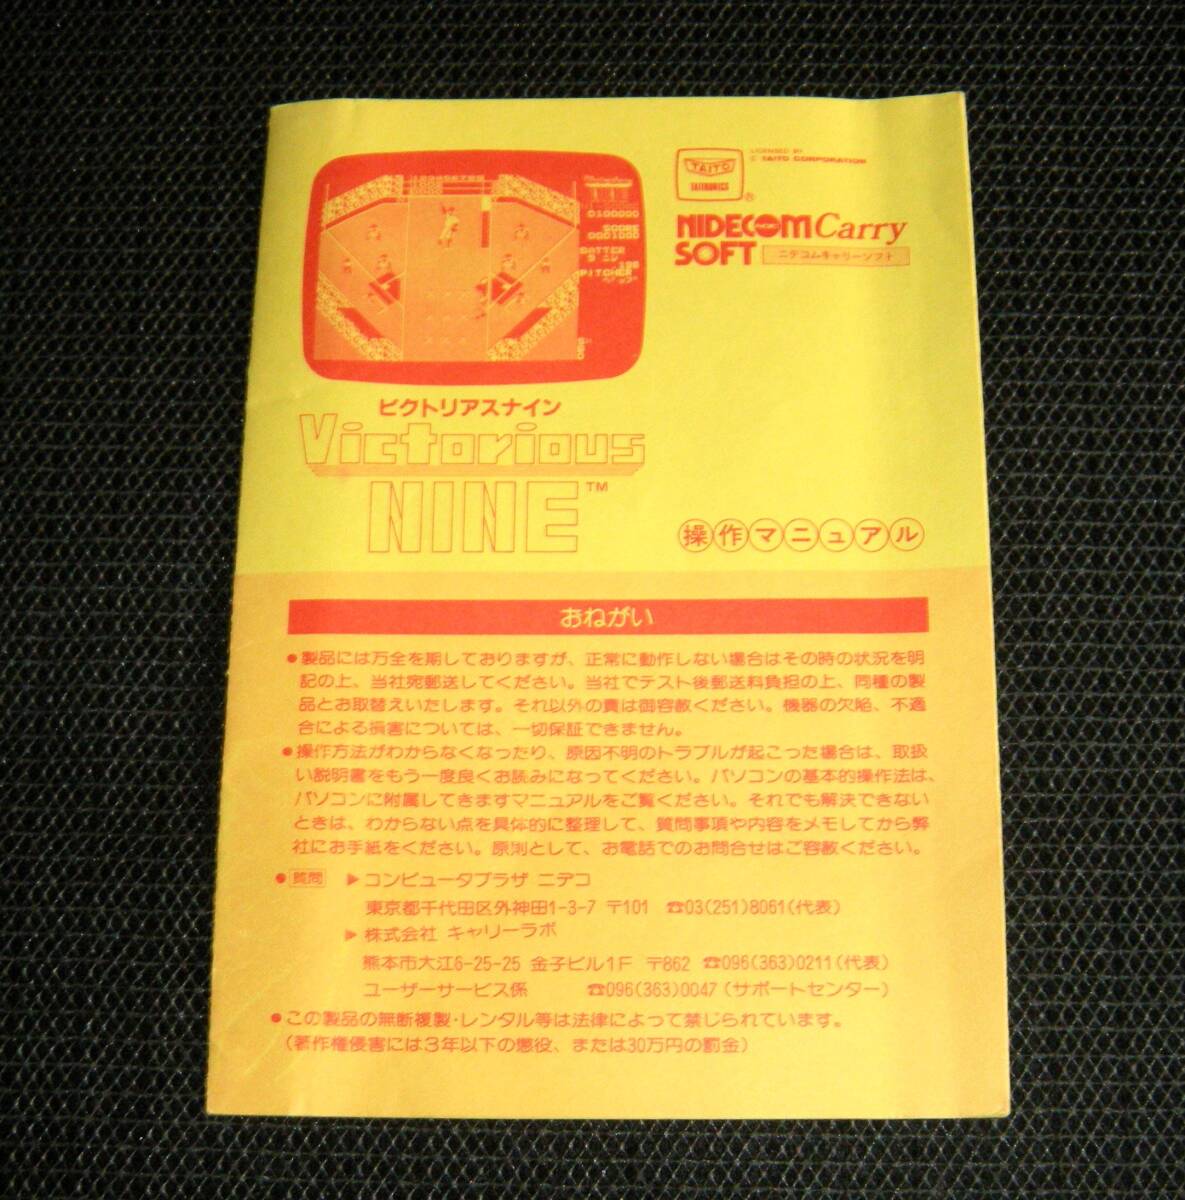 0100000
SCORE
0001000
BATTER
PITCHER
TAITO
TAITRONICS
®
LICENSED BY
© TAITO CORPORATION
NIDECOM Carry
SOFT ニデコムキャリーソフト
ビクトリアスナイン
Victorious
NINE™
操作マニュアル
おねがい
●製品には万全を期しておりますが、正常に動作しない場合はその時の状況を明
記の上、当社宛郵送してください。当社でテスト後郵送料負担の上、同種の製
品とお取替えいたします。それ以外の責は御容赦ください。機器の欠陥、不適
合による損害については、一切保証できません。
●操作方法がわからなくなったり、原因不明のトラブルが起こった場合は、取扱
い説明書をもう一度良くお読みになってください。パソコンの基本的操作法は、
パソコンに附属してきますマニュアルをご覧ください。それでも解決できない
ときは、わからない点を具体的に整理して、質問事項や内容をメモしてから弊
社にお手紙をください。原則として、お電話でのお問合せはご容赦ください。
●質問 ▶コンピュータプラザ ニデコ
東京都千代田区外神田1-3-7 〒101 ☎03(251)8061(代表)
▶株式会社 キャリーラボ
熊本市大江6-25-25 金子ビル1F 〒862 ☎096(363)0211(代表)
ユーザーサービス係 ☎096(363)0047(サポートセンター)
●この製品の無断複製・レンタル等は法律によって禁じられています。
(著作権侵害には3年以下の懲役、または30万円の罰金)